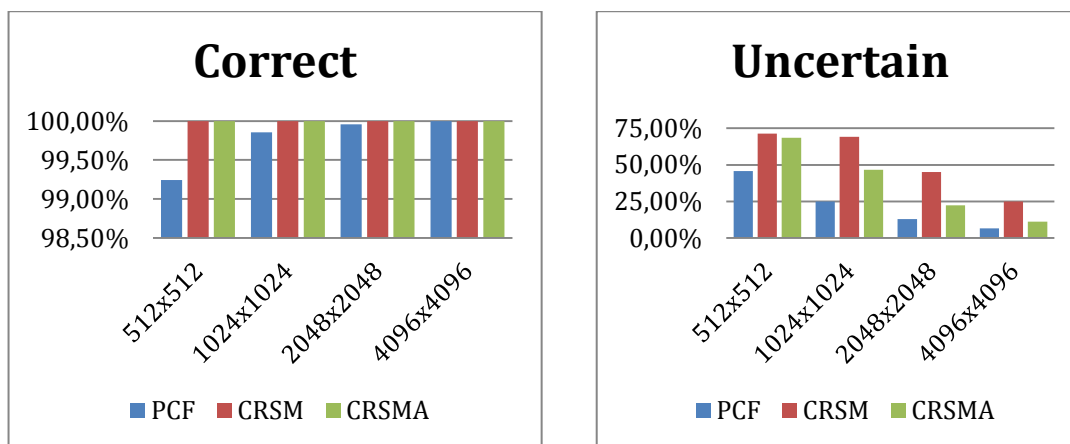 Correct
100,00%
99,50%
99,00%
98,50%
512x512
1024x1024
2048x2048
4096x4096
PCF CRSM CRSMA
Uncertain
75,00%
50,00%
25,00%
0,00%
512x512
1024x1024
2048x2048
4096x4096
PCF CRSM CRSMA